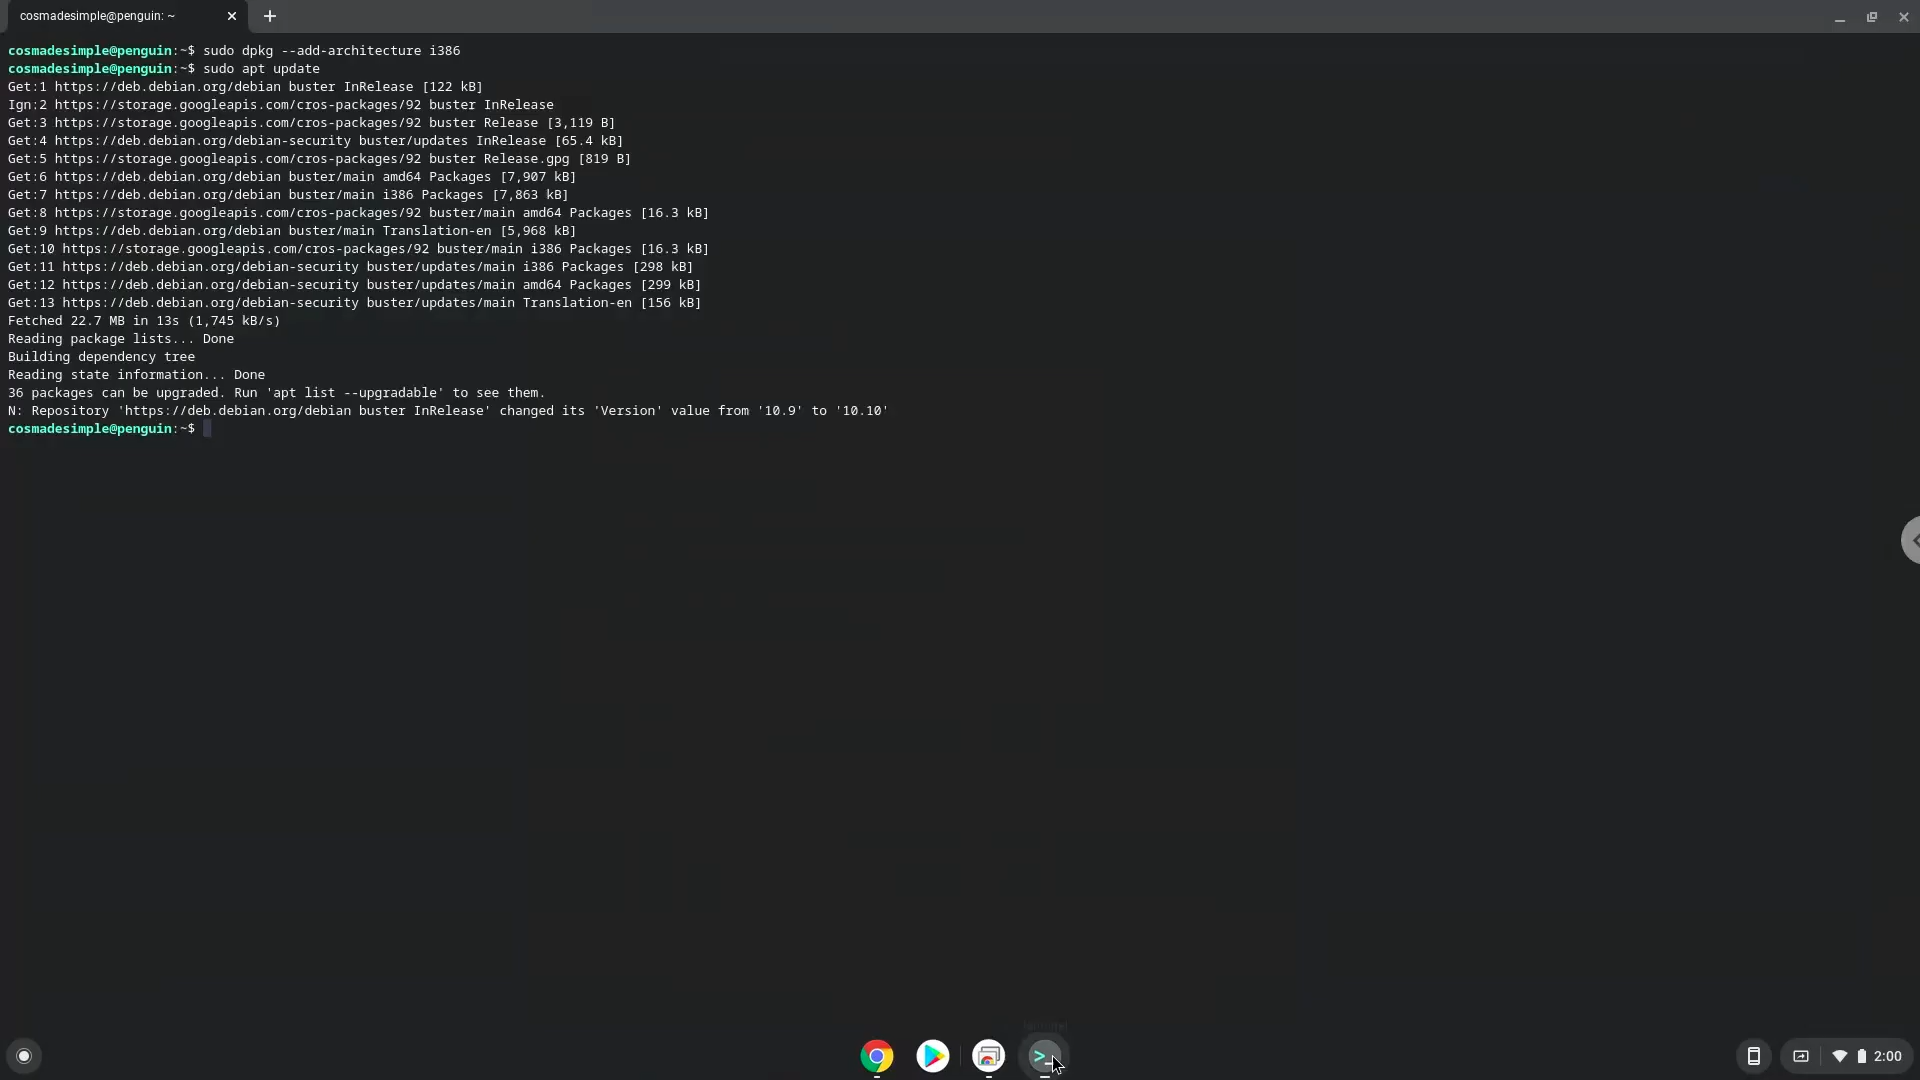 cosmadesimple@penguin: ~
cosmadesimple@penguin:~$ sudo dpkg --add-architecture i386
cosmadesimple@penguin:~$ sudo apt update
Get:1 https://deb.debian.org/debian buster InRelease [122 kB]
Ign:2 https://storage.googleapis.com/cros-packages/92 buster InRelease
Get:3 https://storage.googleapis.com/cros-packages/92 buster Release [3,119 B]
Get:4 https://deb.debian.org/debian-security buster/updates InRelease [65.4 kB]
Get:5 https://storage.googleapis.com/cros-packages/92 buster Release.gpg [819 B]
Get:6 https://deb.debian.org/debian buster/main amd64 Packages [7,907 kB]
Get:7 https://deb.debian.org/debian buster/main i386 Packages [7,863 kB]
Get:8 https://storage.googleapis.com/cros-packages/92 buster/main amd64 Packages [16.3 kB]
Get:9 https://deb.debian.org/debian buster/main Translation-en [5,968 kB]
Get:10 https://storage.googleapis.com/cros-packages/92 buster/main i386 Packages [16.3 kB]
Get:11 https://deb.debian.org/debian-security buster/updates/main i386 Packages [298 kB]
Get:12 https://deb.debian.org/debian-security buster/updates/main amd64 Packages [299 kB]
Get:13 https://deb.debian.org/debian-security buster/updates/main Translation-en [156 kB]
Fetched 22.7 MB in 13s (1,745 kB/s)
Reading package lists... Done
Building dependency tree
Reading state information... Done
36 packages can be upgraded. Run 'apt list --upgradable' to see them.
N: Repository 'https://deb.debian.org/debian buster InRelease' changed its 'Version' value from '10.9' to '10.10'
cosmadesimple@penguin:~$
2:00